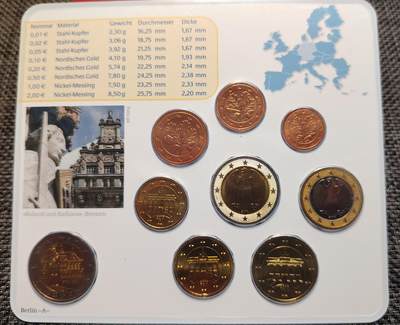 Nominal Material Gewicht Durchmesser Dicke
0,01 € Stahl-Kupfer 2,30 g 16,25 mm 1,67 mm
0,02 € Stahl-Kupfer 3,06 g 18,75 mm 1,67 mm
0,05 € Stahl-Kupfer 3,92 g 21,25 mm 1,67 mm
0,10 € Nordisches Gold 4,10 g 19,75 mm 1,93 mm
0,20 € Nordisches Gold 5,74 g 22,25 mm 2,14 mm
0,50 € Nordisches Gold 7,80 g 24,25 mm 2,38 mm
1,00 € Nickel-Messing 7,50 g 23,25 mm 2,33 mm
2,00 € Nickel-Messing 8,50 g 25,75 mm 2,20 mm
Roland und Rathaus, Bremen
Berlin –A–